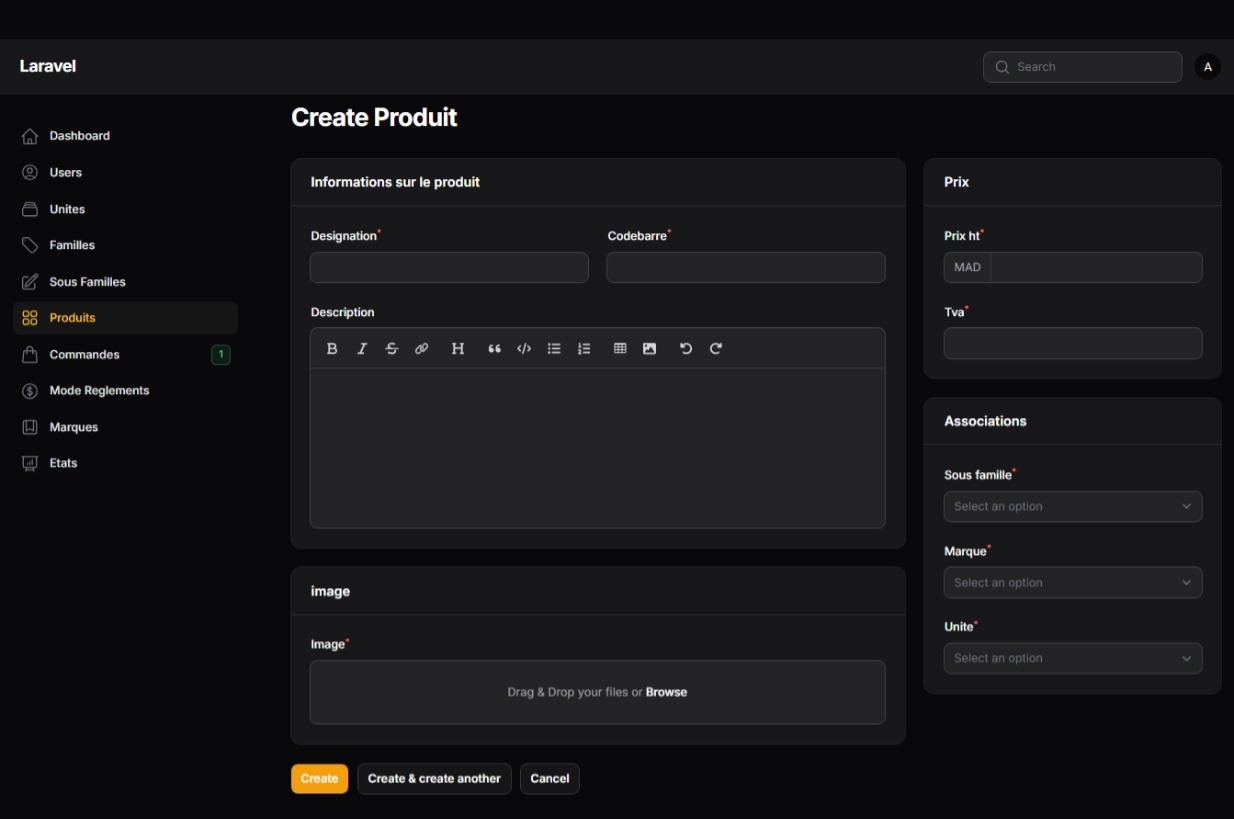 Laravel
Search
A
Dashboard
Users
Unites
Familles
Sous Familles
Produits
Commandes 1
Mode Reglements
Marques
Etats
Create Produit
Informations sur le produit
Designation* Codebarre*
Description
B I S H
image
Image*
Drag & Drop your files or Browse
Prix
Prix ht*
MAD
Tva*
Associations
Sous famille*
Select an option
Marque*
Select an option
Unite*
Select an option
Create Create & create another Cancel